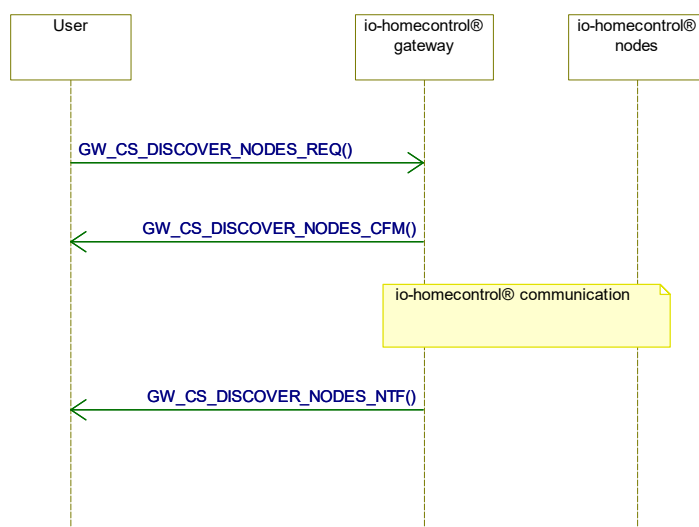 User
io-homecontrol®
gateway
io-homecontrol®
nodes
GW_CS_DISCOVER_NODES_REQ()
GW_CS_DISCOVER_NODES_CFM()
io-homecontrol® communication
GW_CS_DISCOVER_NODES_NTF()